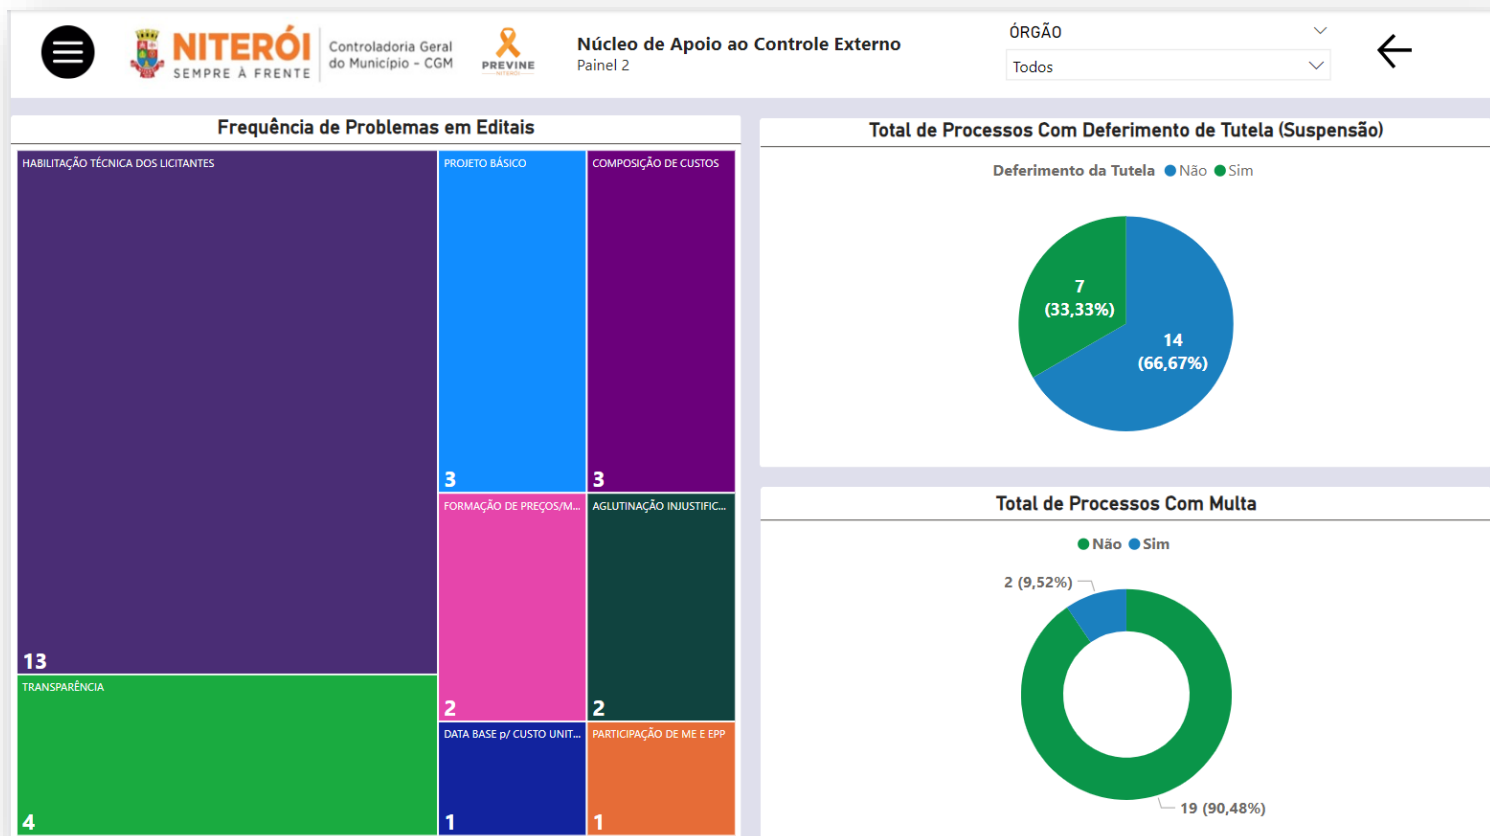 NITERÓI
SEMPRE À FRENTE
Controladoria Geral
do Município - CGM
PREVINE
NITERÓI
Núcleo de Apoio ao Controle Externo
Painel 2
ÓRGÃO
Todos
Frequência de Problemas em Editais
HABILITAÇÃO TÉCNICA DOS LICITANTES
13
TRANSPARÊNCIA
4
PROJETO BÁSICO
3
COMPOSIÇÃO DE CUSTOS
3
FORMAÇÃO DE PREÇOS/M...
2
AGLUTINAÇÃO INJUSTIFIC...
2
DATA BASE p/ CUSTO UNIT...
1
PARTICIPAÇÃO DE ME E EPP
1
Total de Processos Com Deferimento de Tutela (Suspensão)
Deferimento da Tutela Não Sim
7
(33,33%)
14
(66,67%)
Total de Processos Com Multa
Não Sim
2 (9,52%)
19 (90,48%)